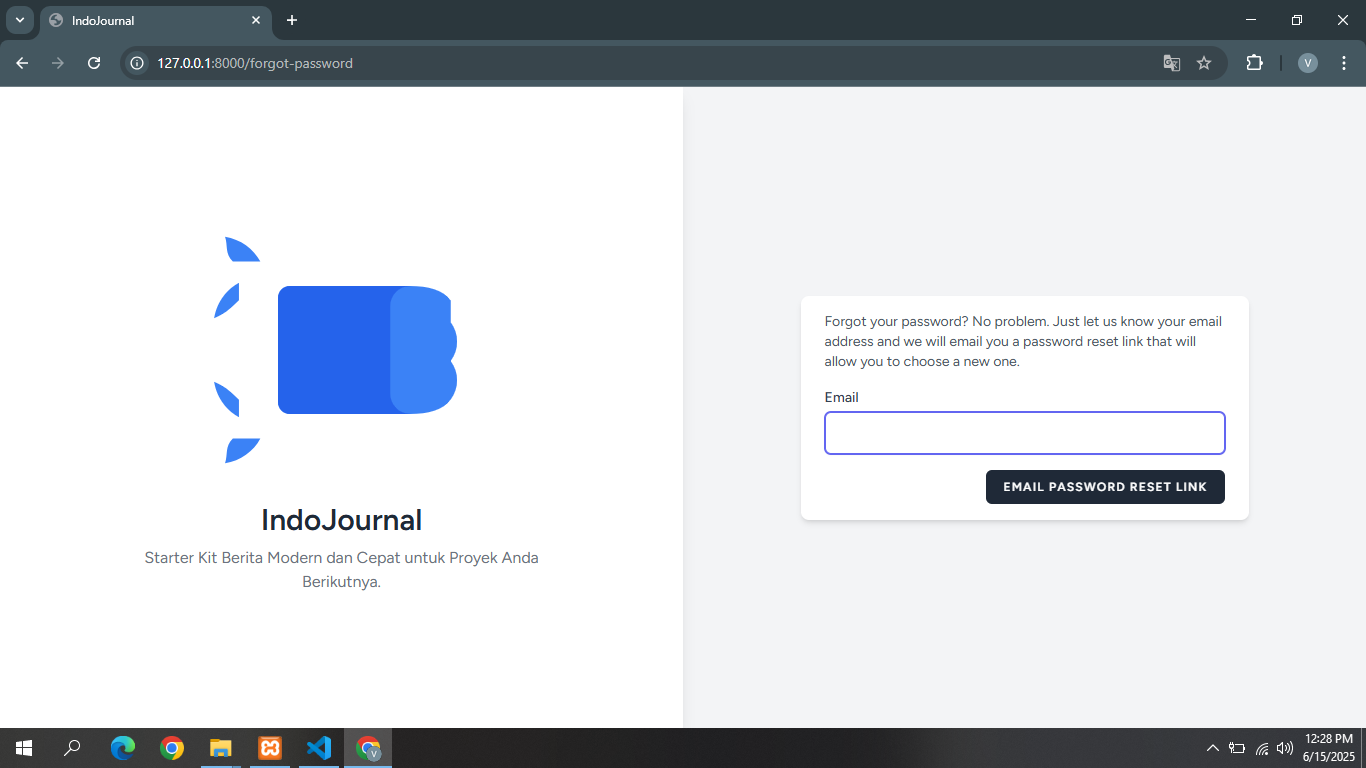 IndoJournal
127.0.0.1:8000/forgot-password
V
IndoJournal
Starter Kit Berita Modern dan Cepat untuk Proyek Anda
Berikutnya.
Forgot your password? No problem. Just let us know your email
address and we will email you a password reset link that will
allow you to choose a new one.
Email
EMAIL PASSWORD RESET LINK
V
12:28 PM
6/15/2025